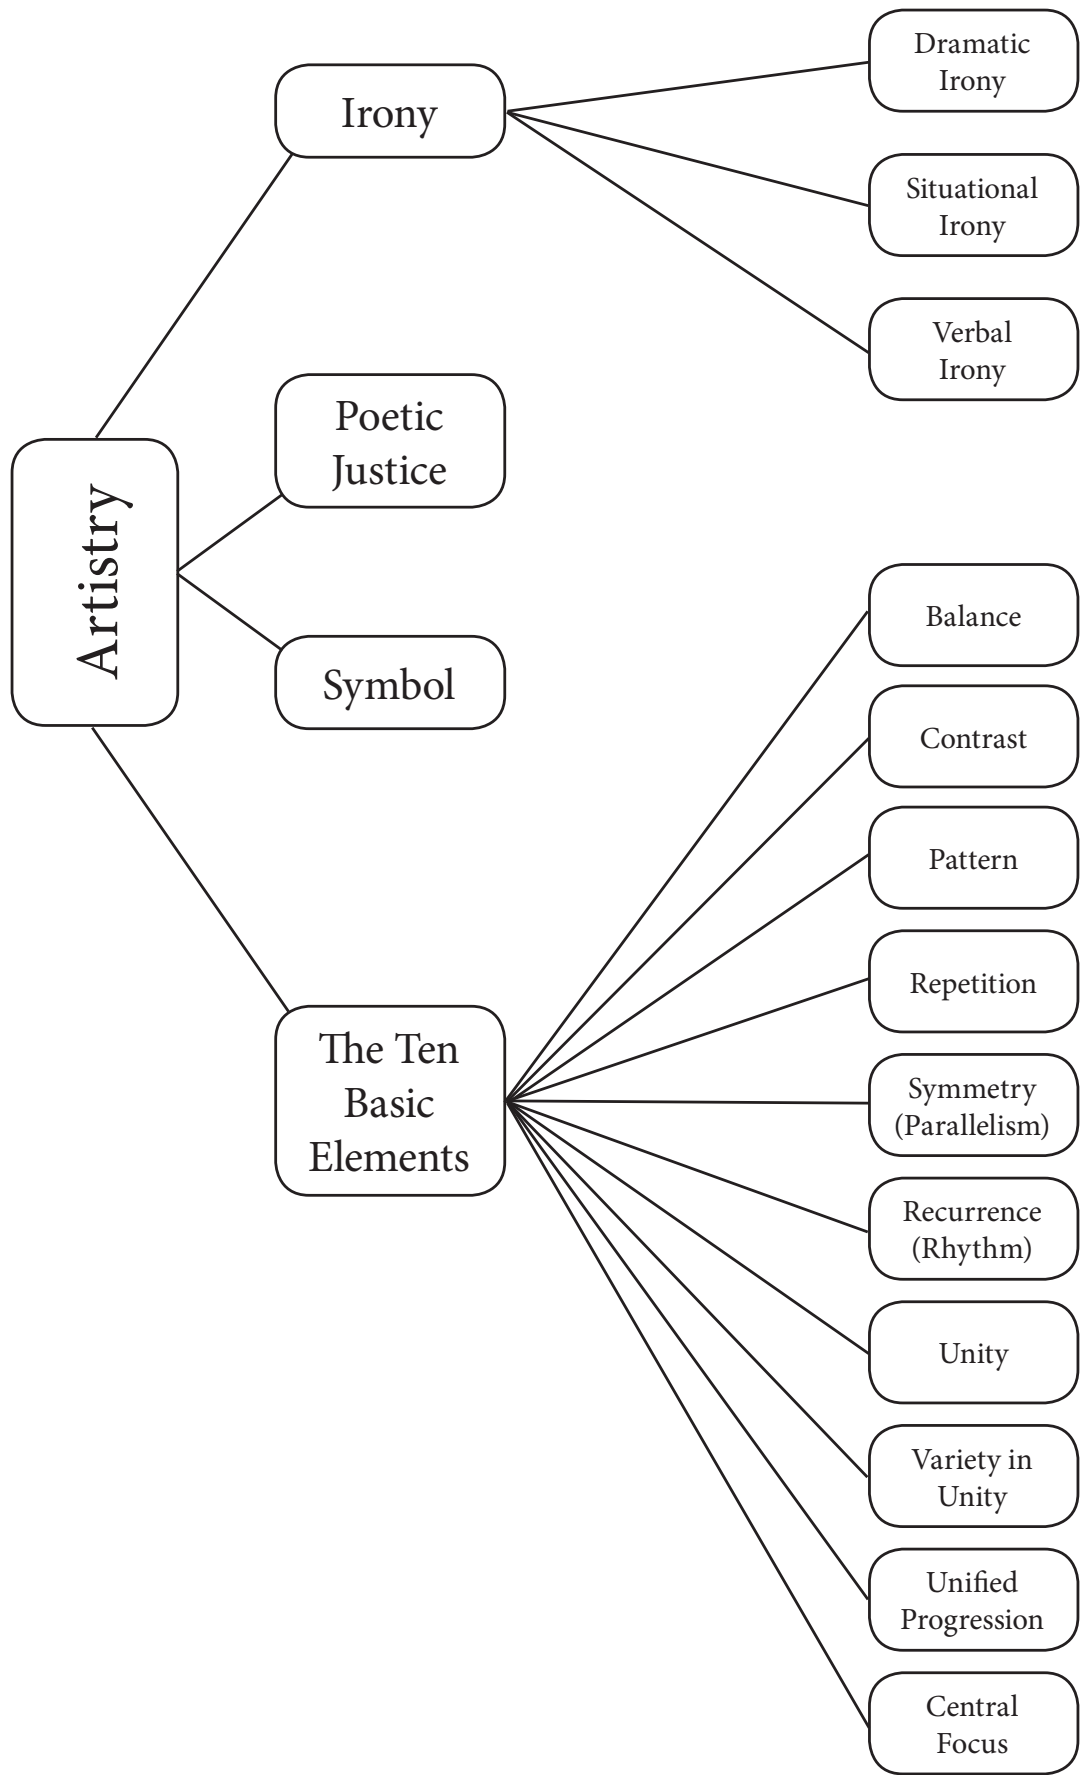 Artistry
Irony
Dramatic
Irony
Situational
Irony
Verbal
Irony
Poetic
Justice
Symbol
The Ten
Basic
Elements
Balance
Contrast
Pattern
Repetition
Symmetry
(Parallelism)
Recurrence
(Rhythm)
Unity
Variety in
Unity
Unified
Progression
Central
Focus